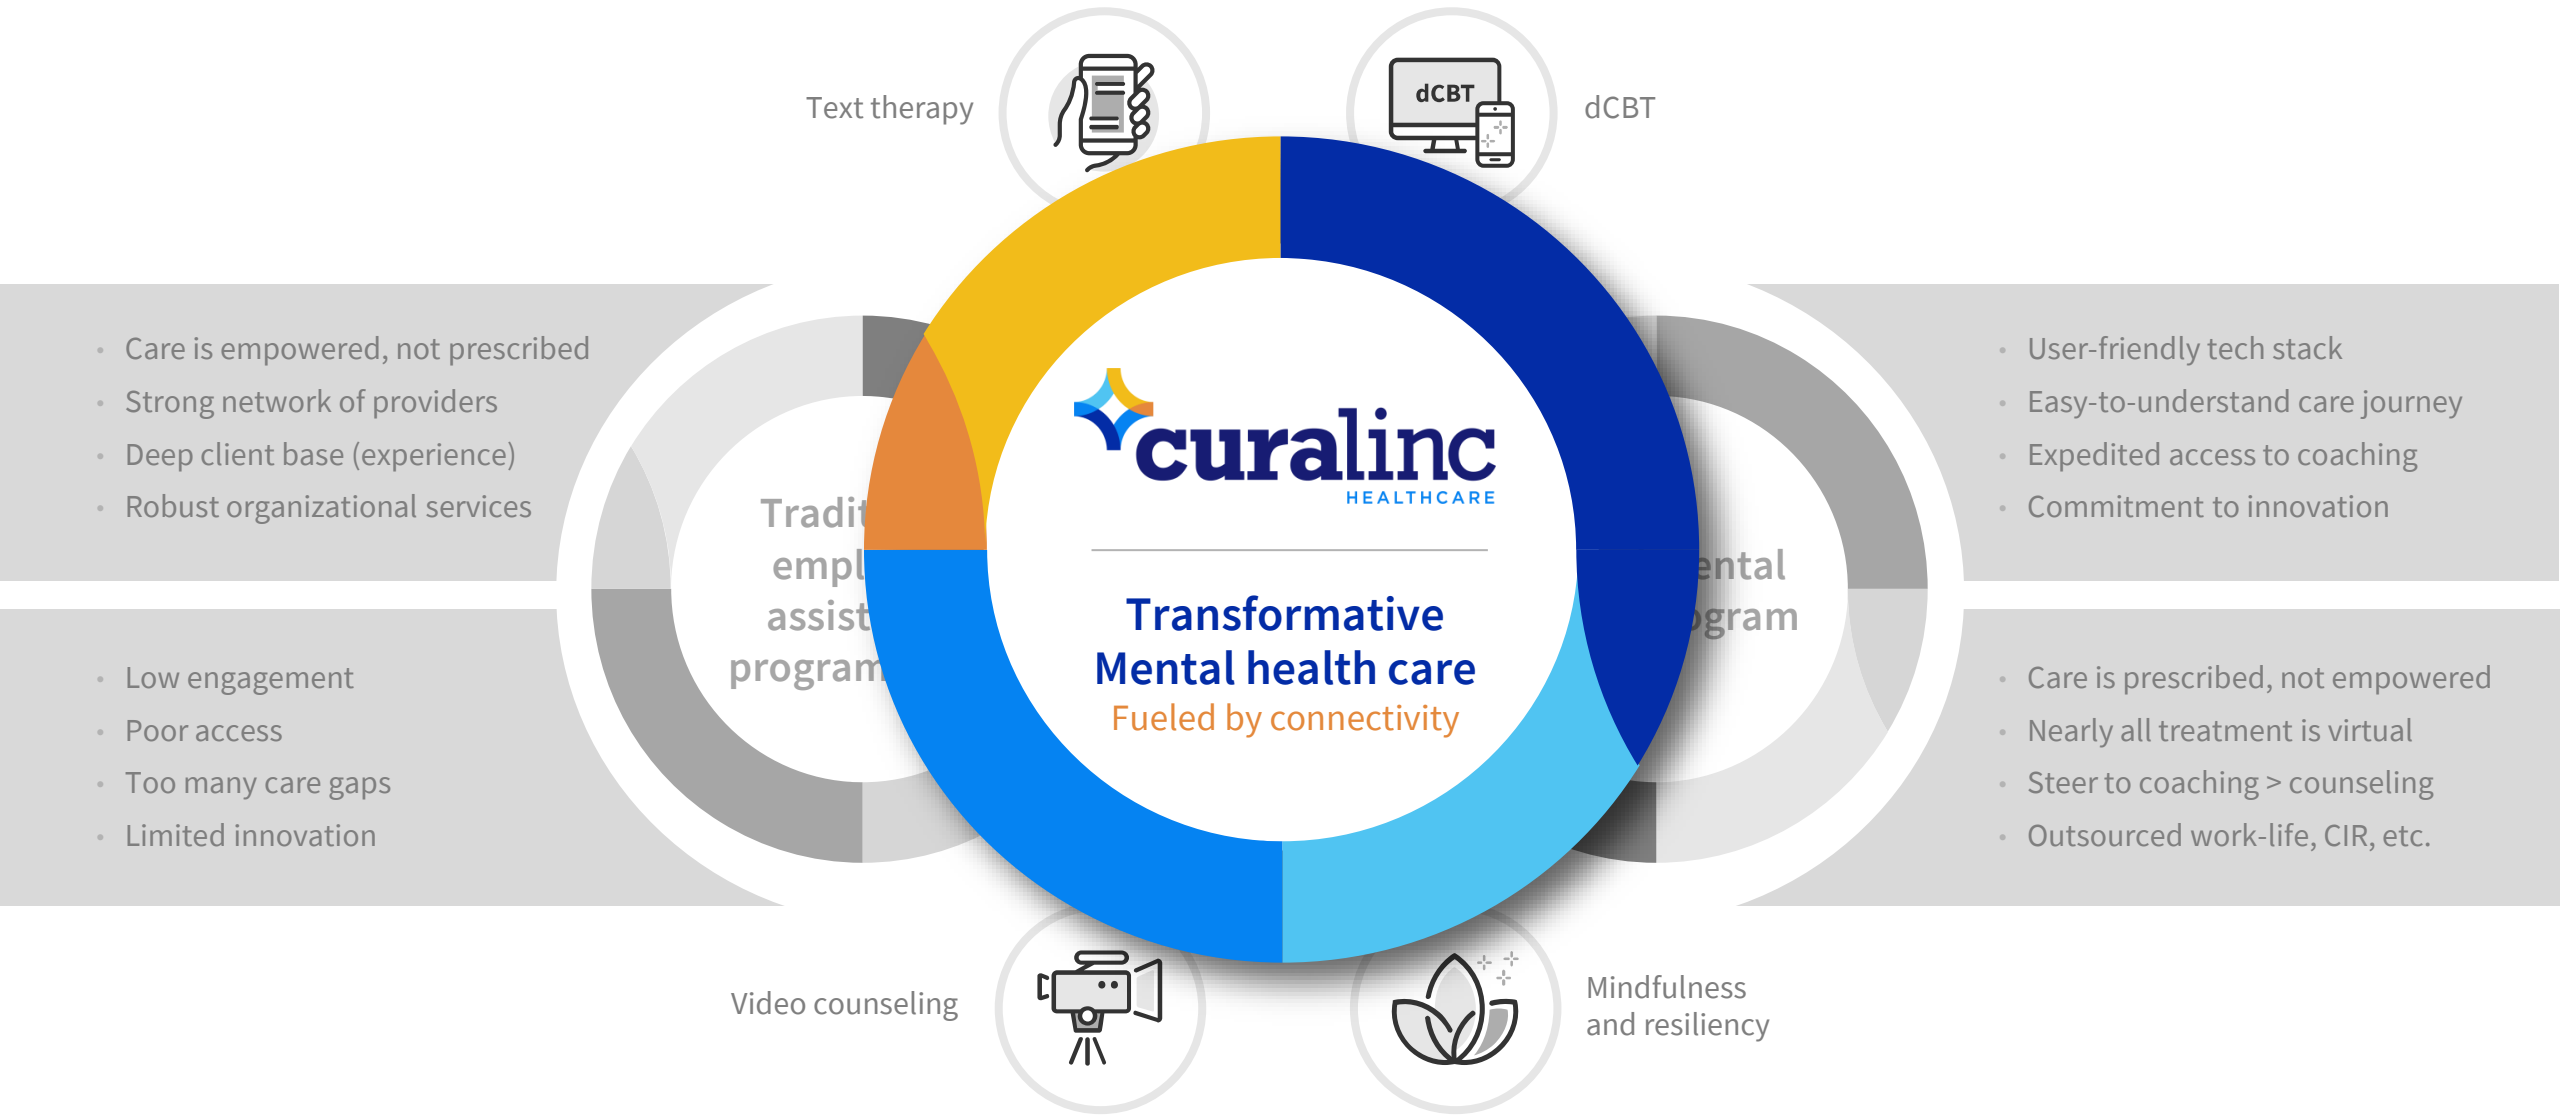 Text therapy
dCBT
dCBT
• Care is empowered, not prescribed
• Strong network of providers
• Deep client base (experience)
• Robust organizational services
• Low engagement
• Poor access
• Too many care gaps
• Limited innovation
curalinc
HEALTHCARE
Transformative
Mental health care
Fueled by connectivity
• User-friendly tech stack
• Easy-to-understand care journey
• Expedited access to coaching
• Commitment to innovation
• Care is prescribed, not empowered
• Nearly all treatment is virtual
• Steer to coaching > counseling
• Outsourced work-life, CIR, etc.
Video counseling
Mindfulness
and resiliency